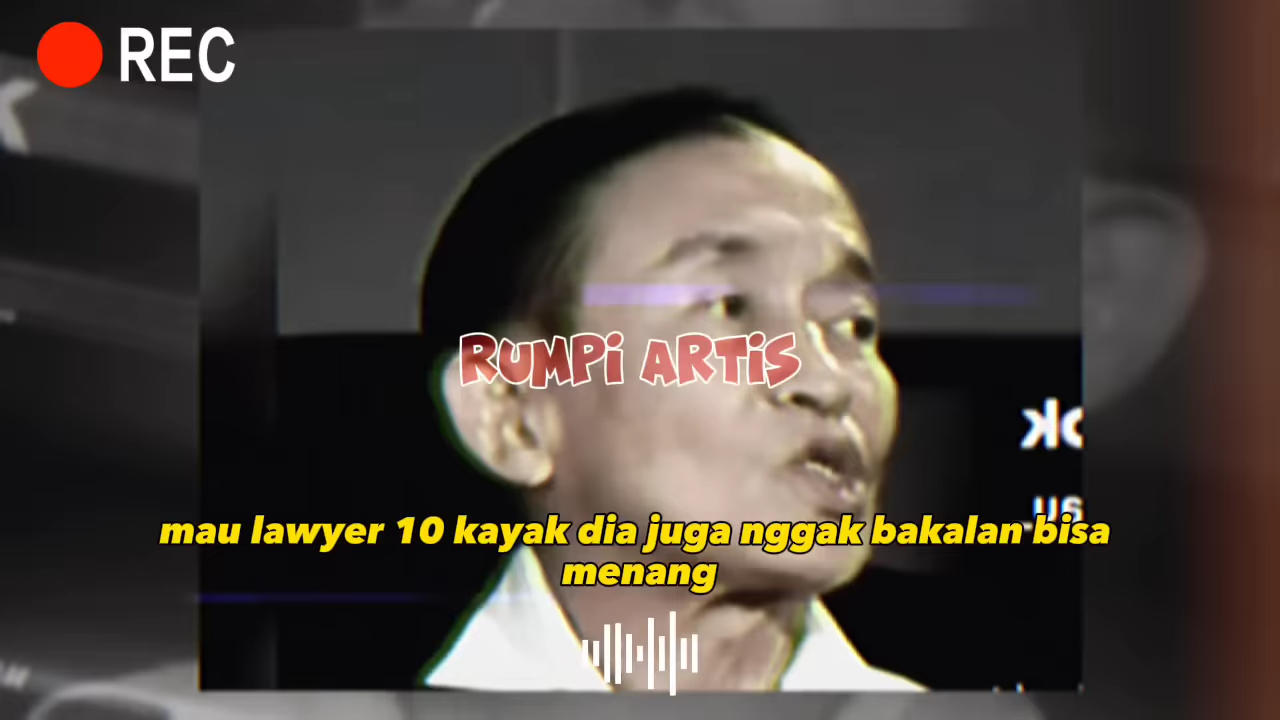 REC
RUMPI ARTIS
mau lawyer 10 kayak dia juga nggak bakalan bisa
menang